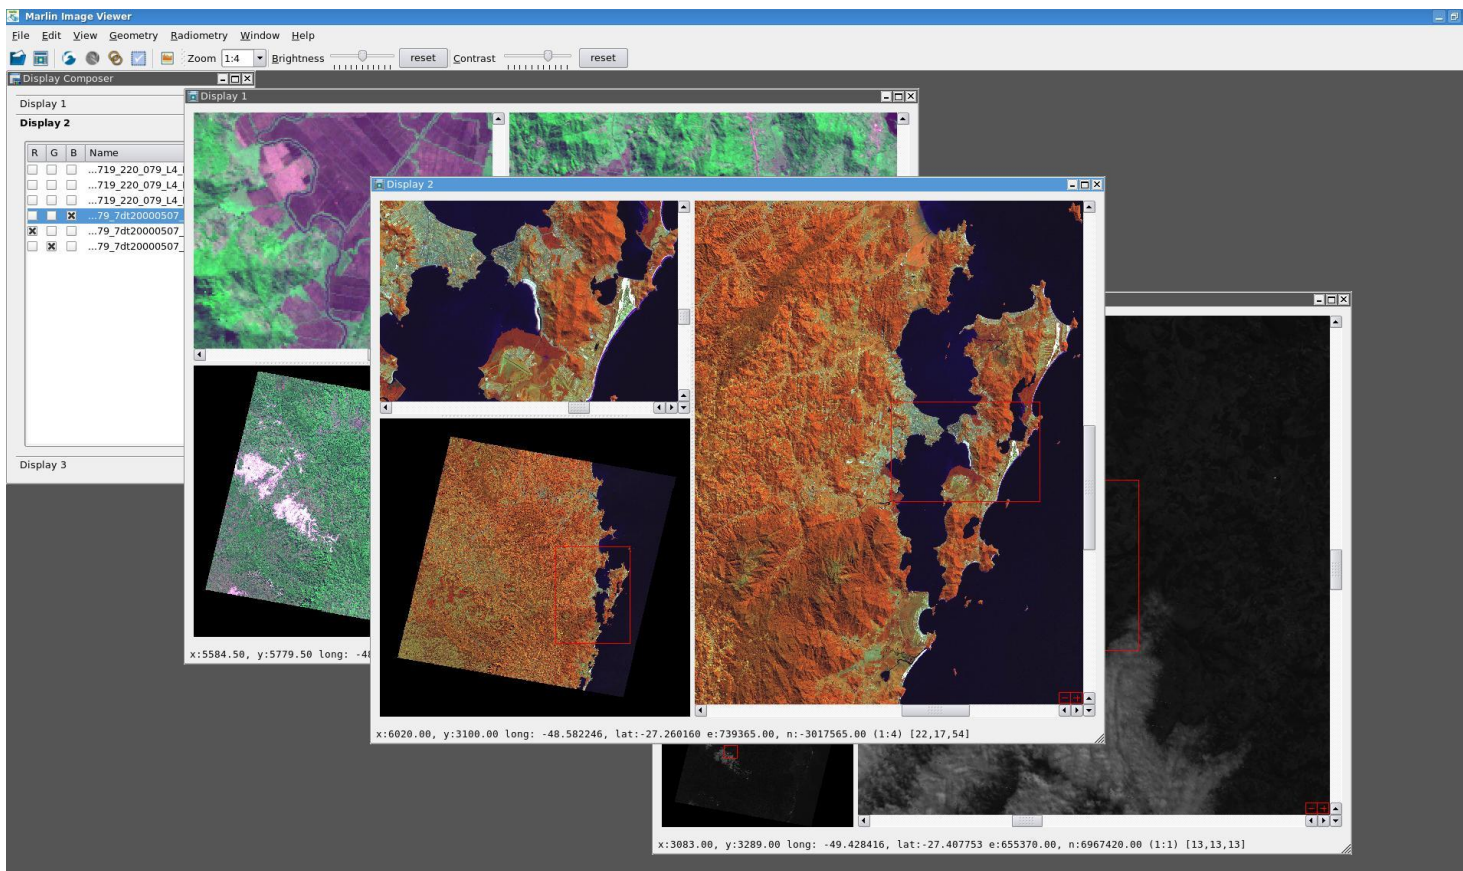 Marlin Image Viewer
File Edit View Geometry Radiometry Window Help
Zoom 1:4 Brightness reset Contrast reset
Display Composer
Display 1
Display 1
Display 2
R G B Name
...719_220_079_L4_
...719_220_079_L4_
...719_220_079_L4_
...79_7dt20000507_
...79_7dt20000507_
...79_7dt20000507_
Display 3
x:5584.50, y:5779.50 long: -48
Display 2
x:6020.00, y:3100.00 long: -48.582246, lat:-27.260160 e:739365.00, n:-3017565.00 (1:4) [22,17,54]
x:3083.00, y:3289.00 long: -49.428416, lat:-27.407753 e:655370.00, n:6967420.00 (1:1) [13,13,13]